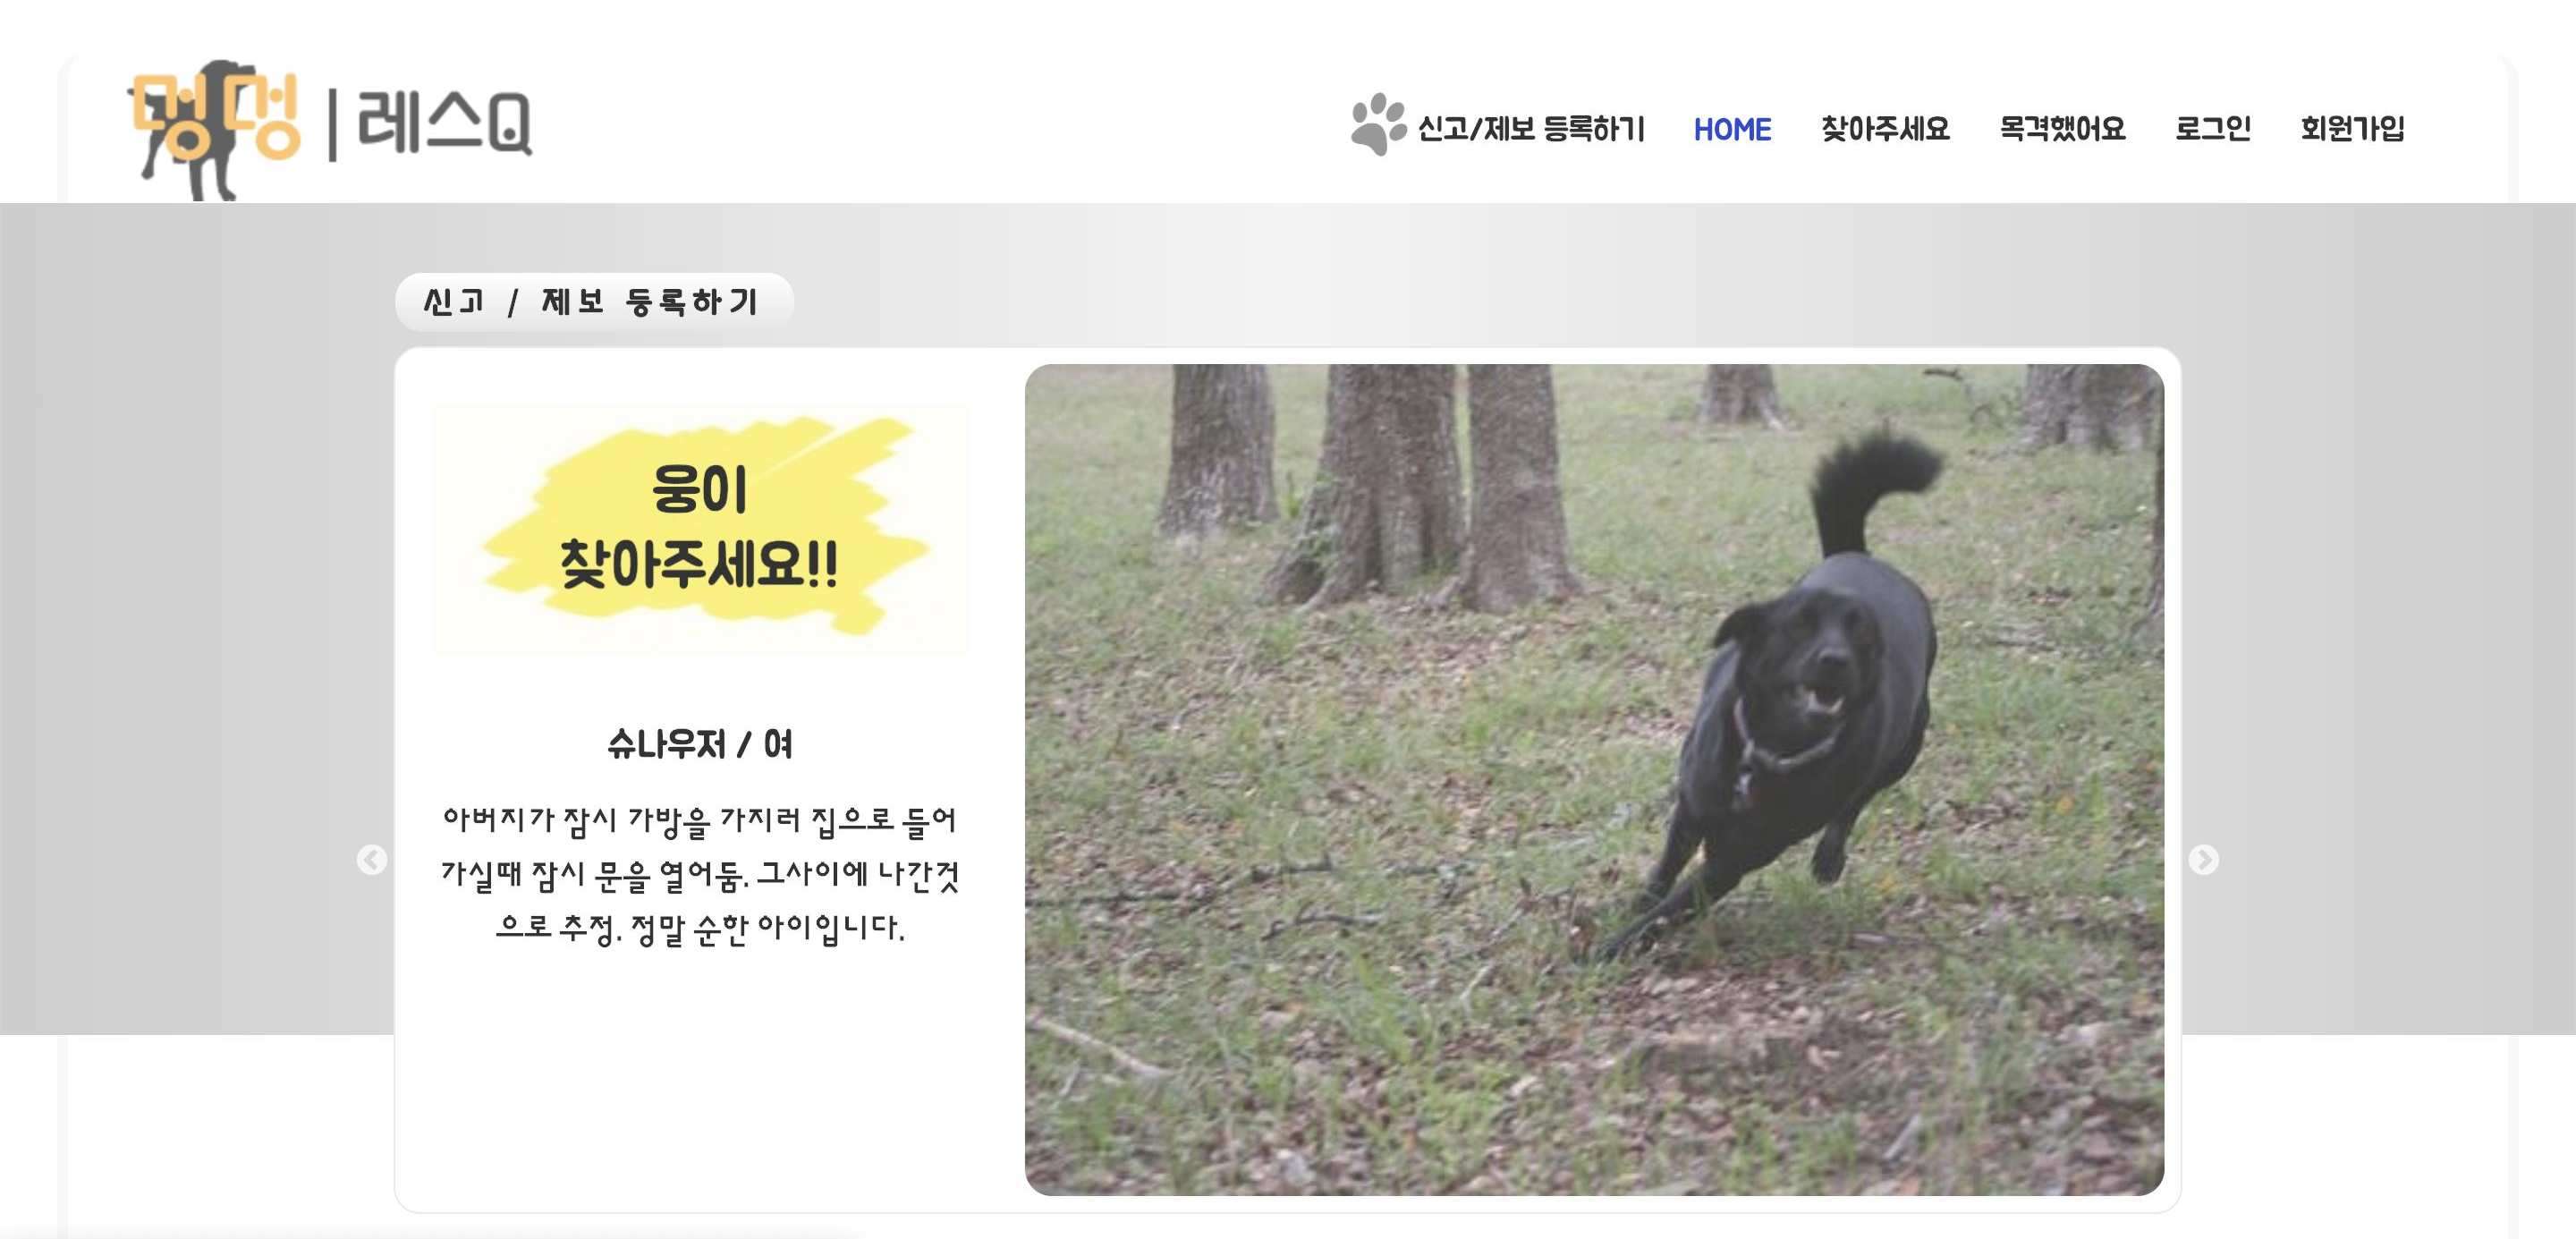 멍멍 | 레스Q
신고/제보 등록하기 HOME 찾아주세요 목격했어요 로그인 회원가입
신고 / 제보 등록하기
웅이
찾아주세요!!
슈나우저 / 여
아버지가 잠시 가방을 가지러 집으로 들어
가실때 잠시 문을 열어둠. 그사이에 나간것
으로 추정. 정말 순한 아이입니다.